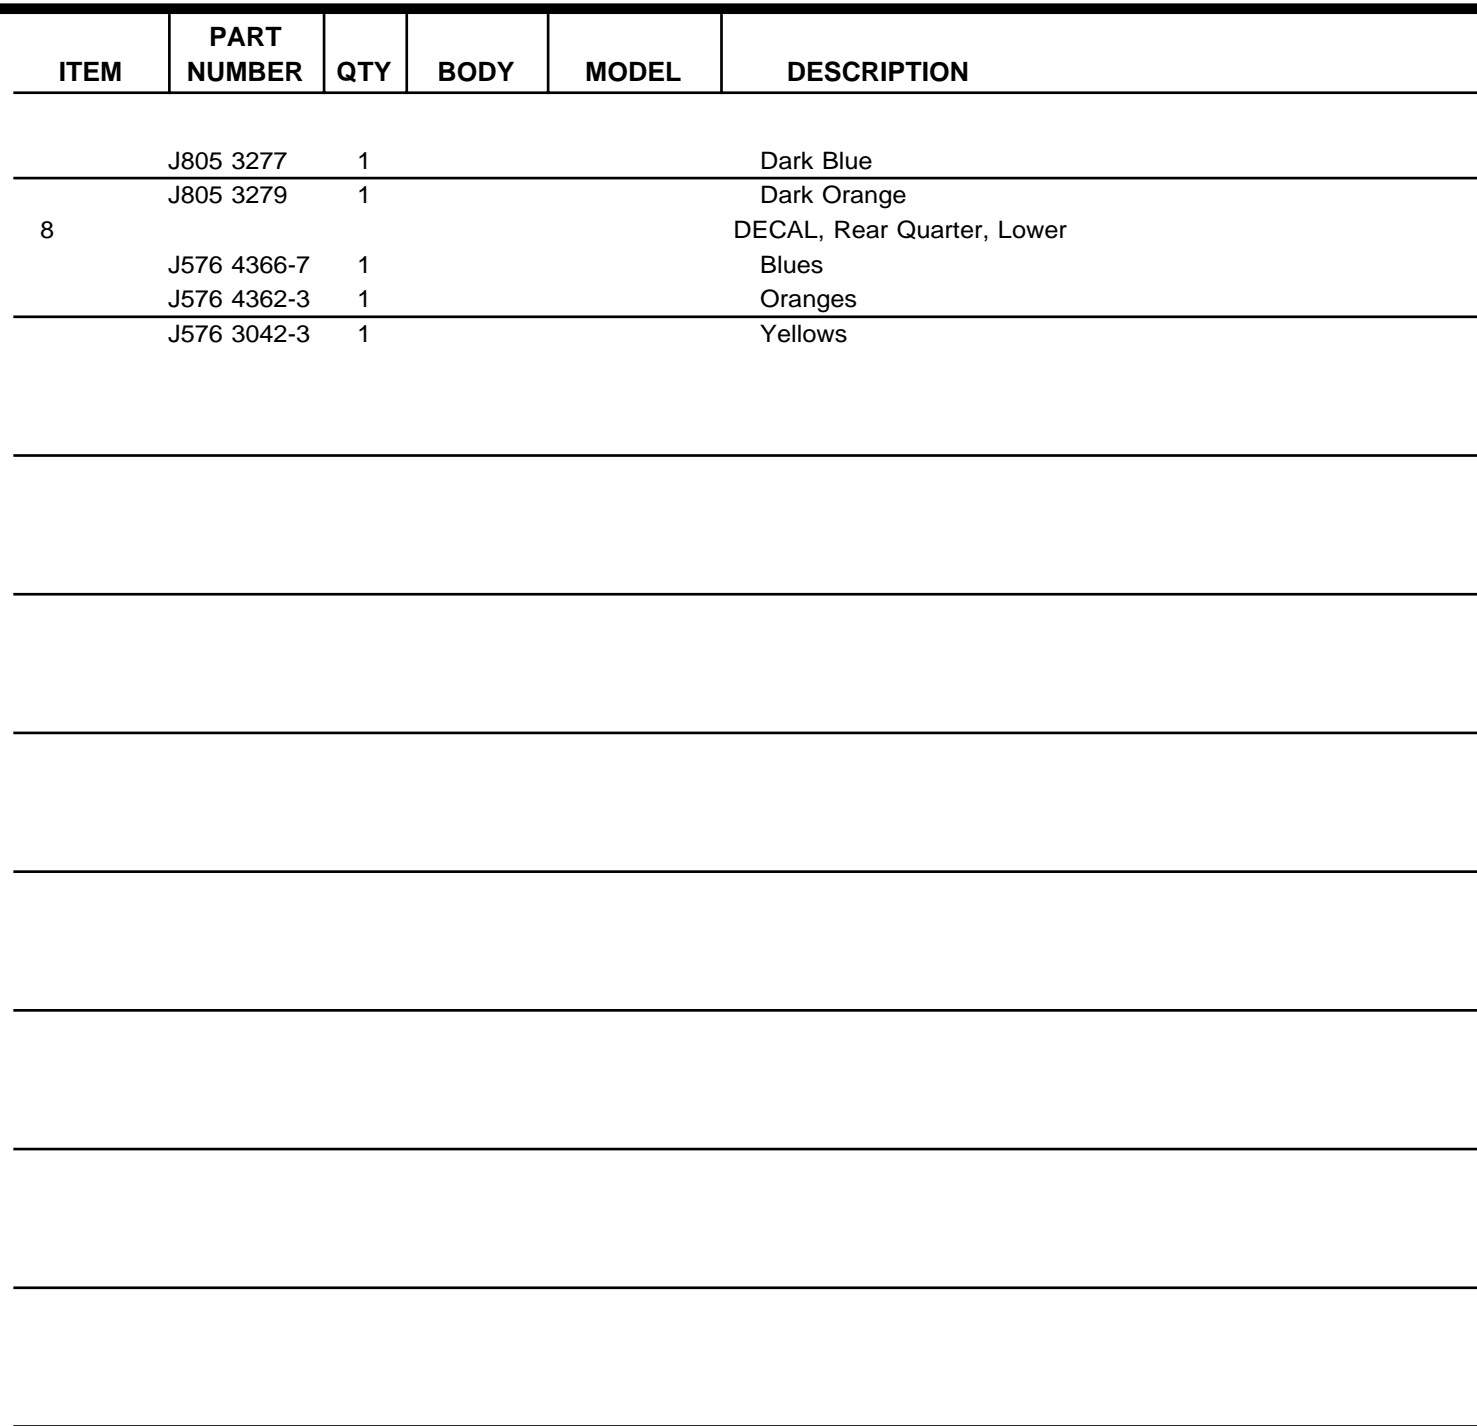 PART
ITEM NUMBER QTY BODY MODEL DESCRIPTION
J805 3277 1 Dark Blue
J805 3279 1 Dark Orange
8 DECAL, Rear Quarter, Lower
J576 4366-7 1 Blues
J576 4362-3 1 Oranges
J576 3042-3 1 Yellows